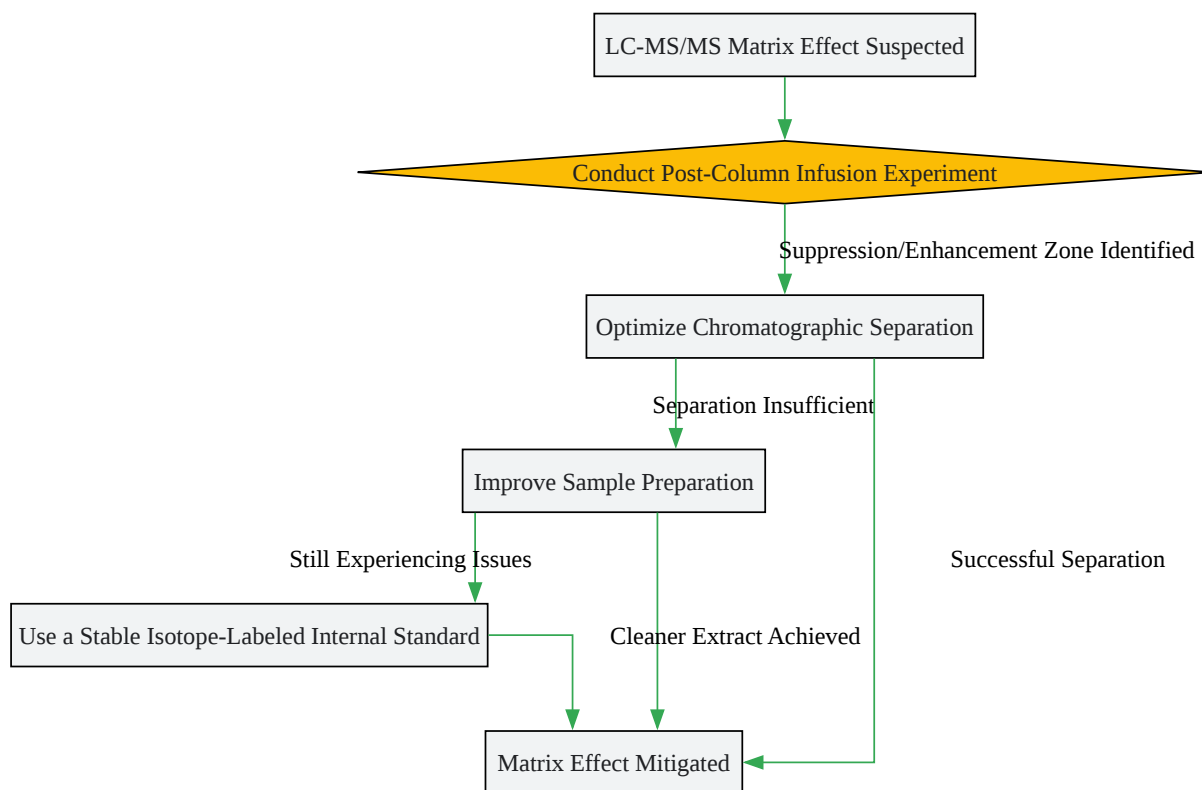 LC-MS/MS Matrix Effect Suspected
Conduct Post-Column Infusion Experiment
Suppression/Enhancement Zone Identified
Optimize Chromatographic Separation
Separation Insufficient
Improve Sample Preparation
Still Experiencing Issues
Successful Separation
Use a Stable Isotope-Labeled Internal Standard
Cleaner Extract Achieved
Matrix Effect Mitigated